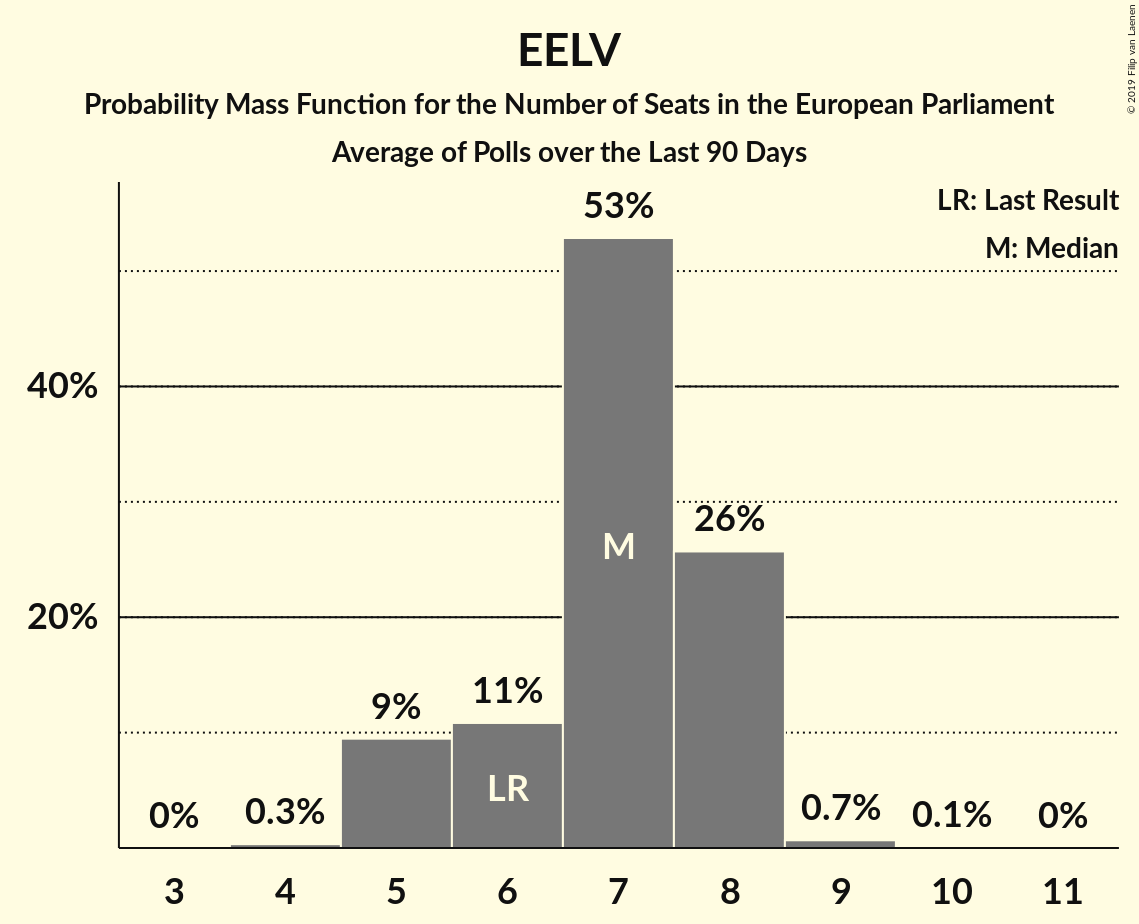 EELV
Probability Mass Function for the Number of Seats in the European Parliament
Average of Polls over the Last 90 Days
© 2019 Filip van Laenen
LR: Last Result
M: Median
40%
20%
0%
0.3%
9%
11%
53%
26%
0.7%
0.1%
0%
LR
M
3 4 5 6 7 8 9 10 11